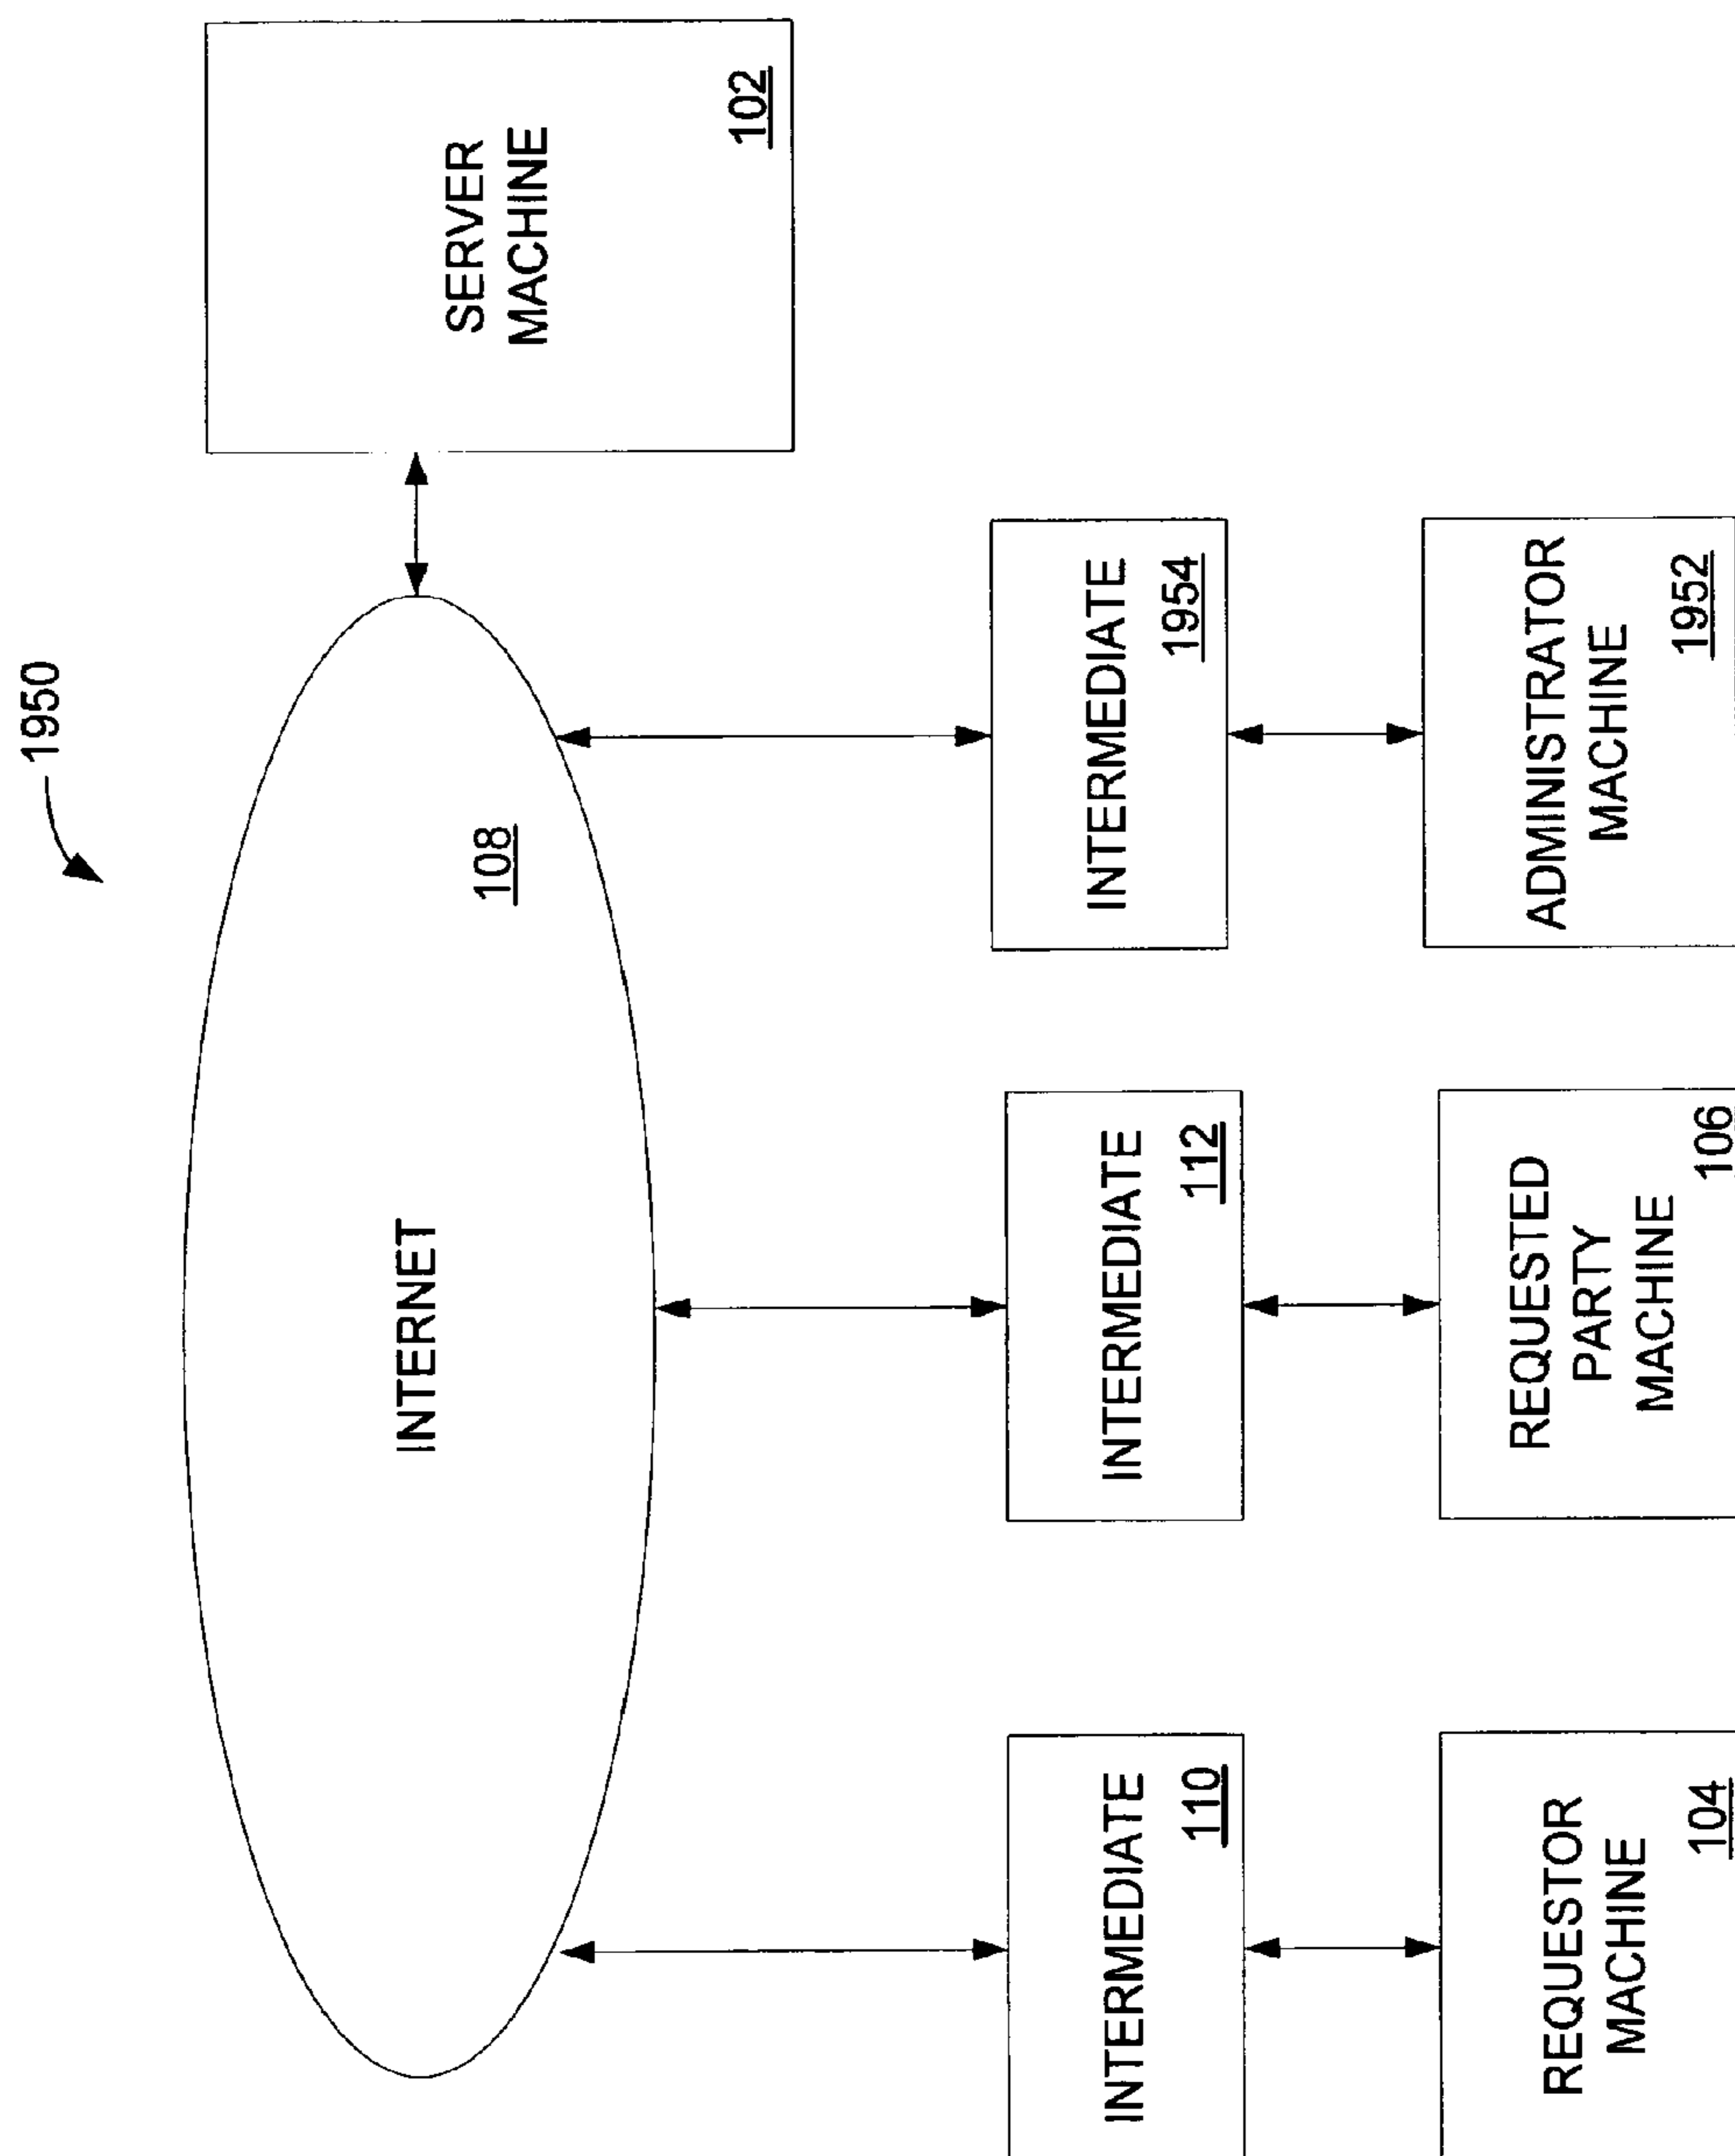 1950
INTERNET
108
SERVER
MACHINE
102
INTERMEDIATE
110
INTERMEDIATE
112
INTERMEDIATE
1954
REQUESTOR
MACHINE
104
REQUESTED
PARTY
MACHINE
106
ADMINISTRATOR
MACHINE
1952